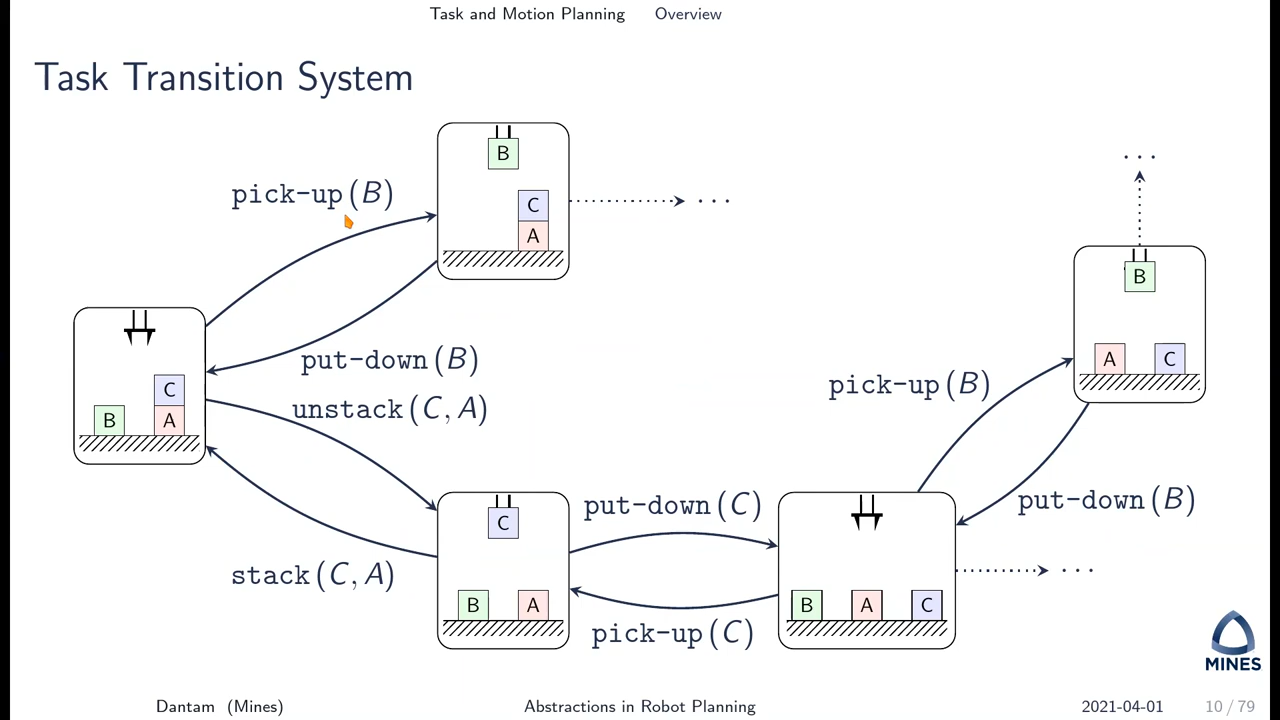 Task and Motion Planning Overview
Task Transition System
B
C
A
pick-up(B)
...
...
B
A
C
C
B
A
put-down(B)
unstack(C, A)
pick-up(B)
put-down(B)
C
B
A
put-down(C)
pick-up(C)
B
A
C
...
stack(C, A)
MINES
Dantam (Mines) Abstractions in Robot Planning 2021-04-01 10 / 79